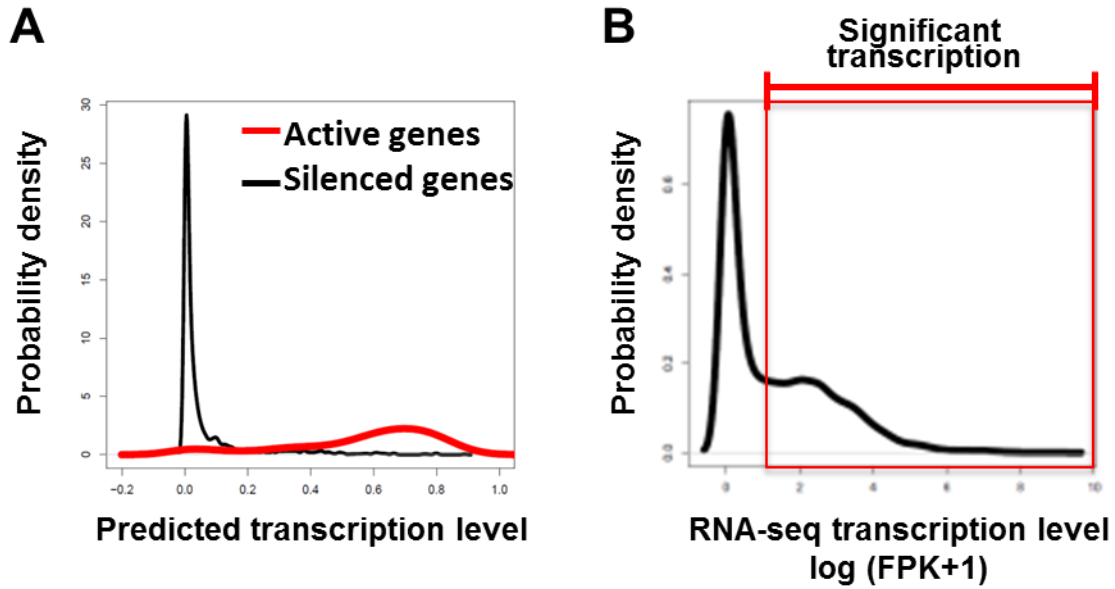 A
Probability density
30
25
20
15
10
5
0
Active genes
Silenced genes
−0.2 0.0 0.2 0.4 0.6 0.8 1.0
Predicted transcription level
B
Significant
transcription
Probability density
0.6
0.4
0.2
0.0
0 2 4 6 8 10
RNA-seq transcription level
log (FPK+1)